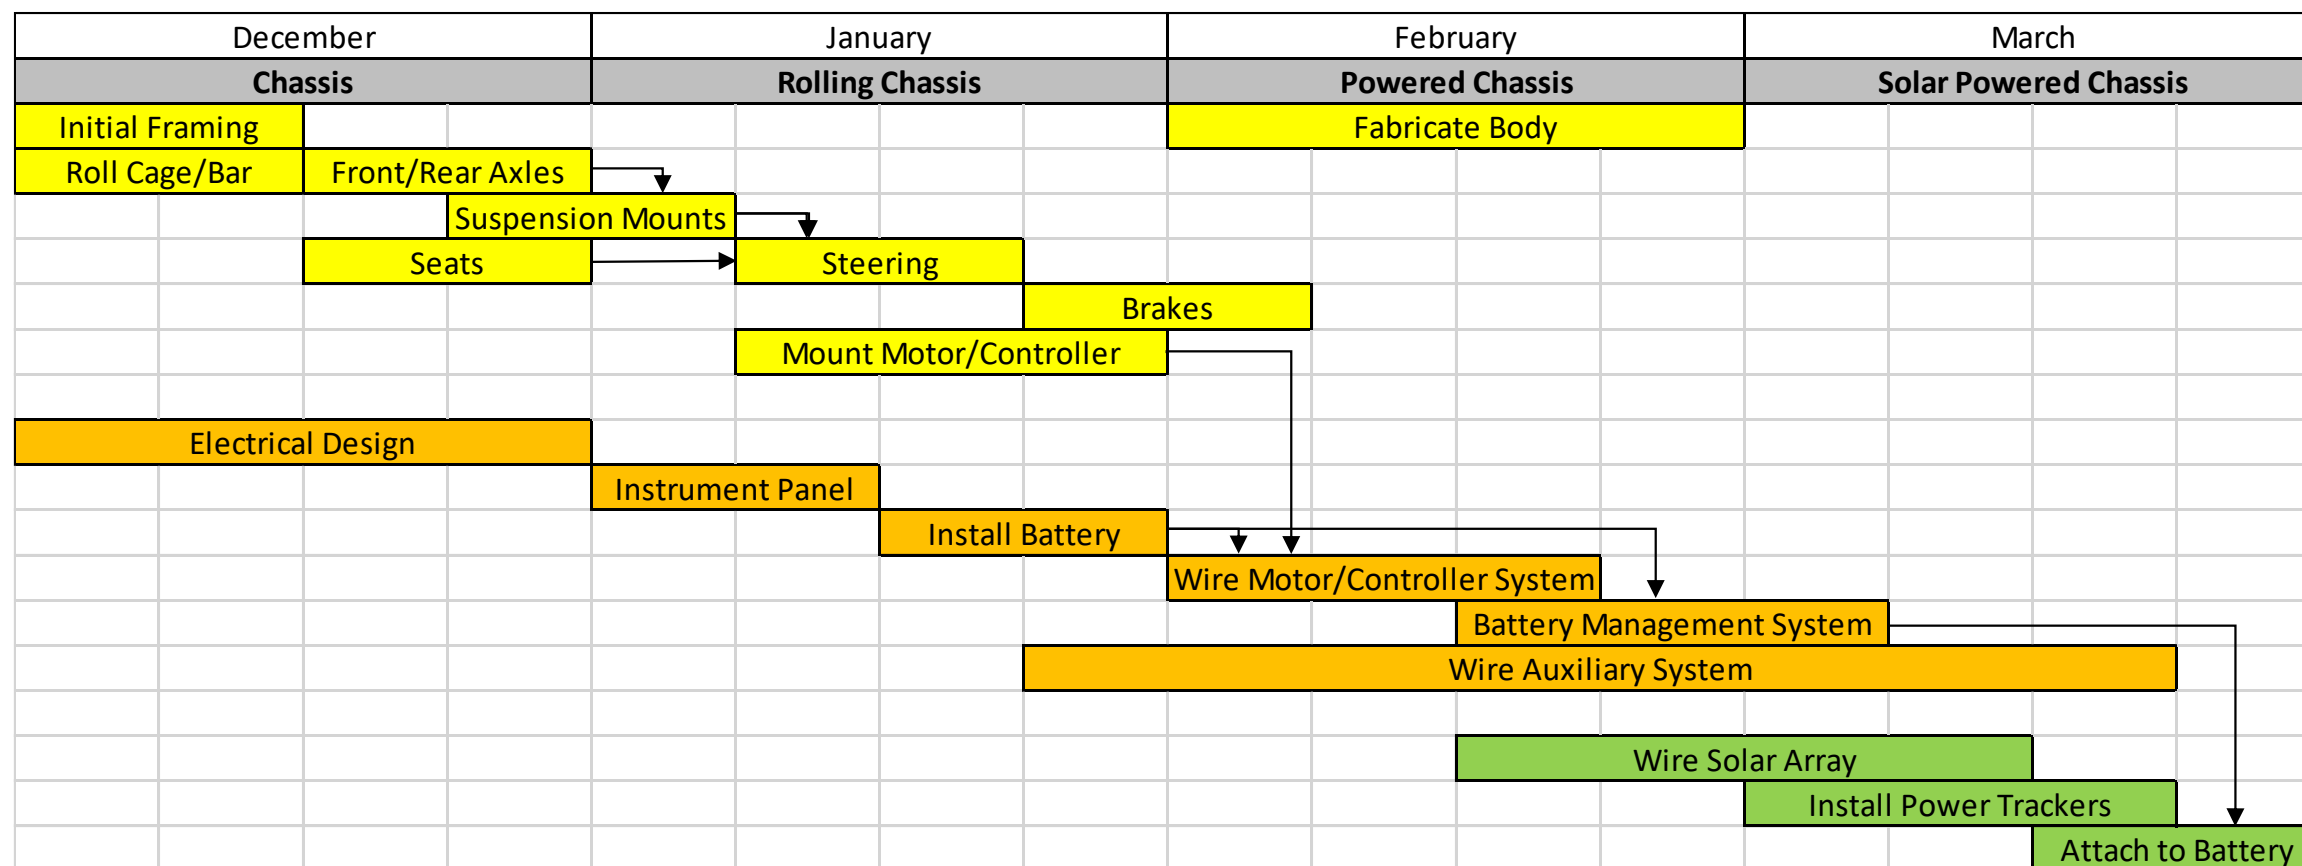 December January February March
Chassis Rolling Chassis Powered Chassis Solar Powered Chassis
Initial Framing Fabricate Body
Roll Cage/Bar Front/Rear Axles
Suspension Mounts
Seats Steering
Brakes
Mount Motor/Controller
Electrical Design
Instrument Panel
Install Battery
Wire Motor/Controller System
Battery Management System
Wire Auxiliary System
Wire Solar Array
Install Power Trackers
Attach to Battery